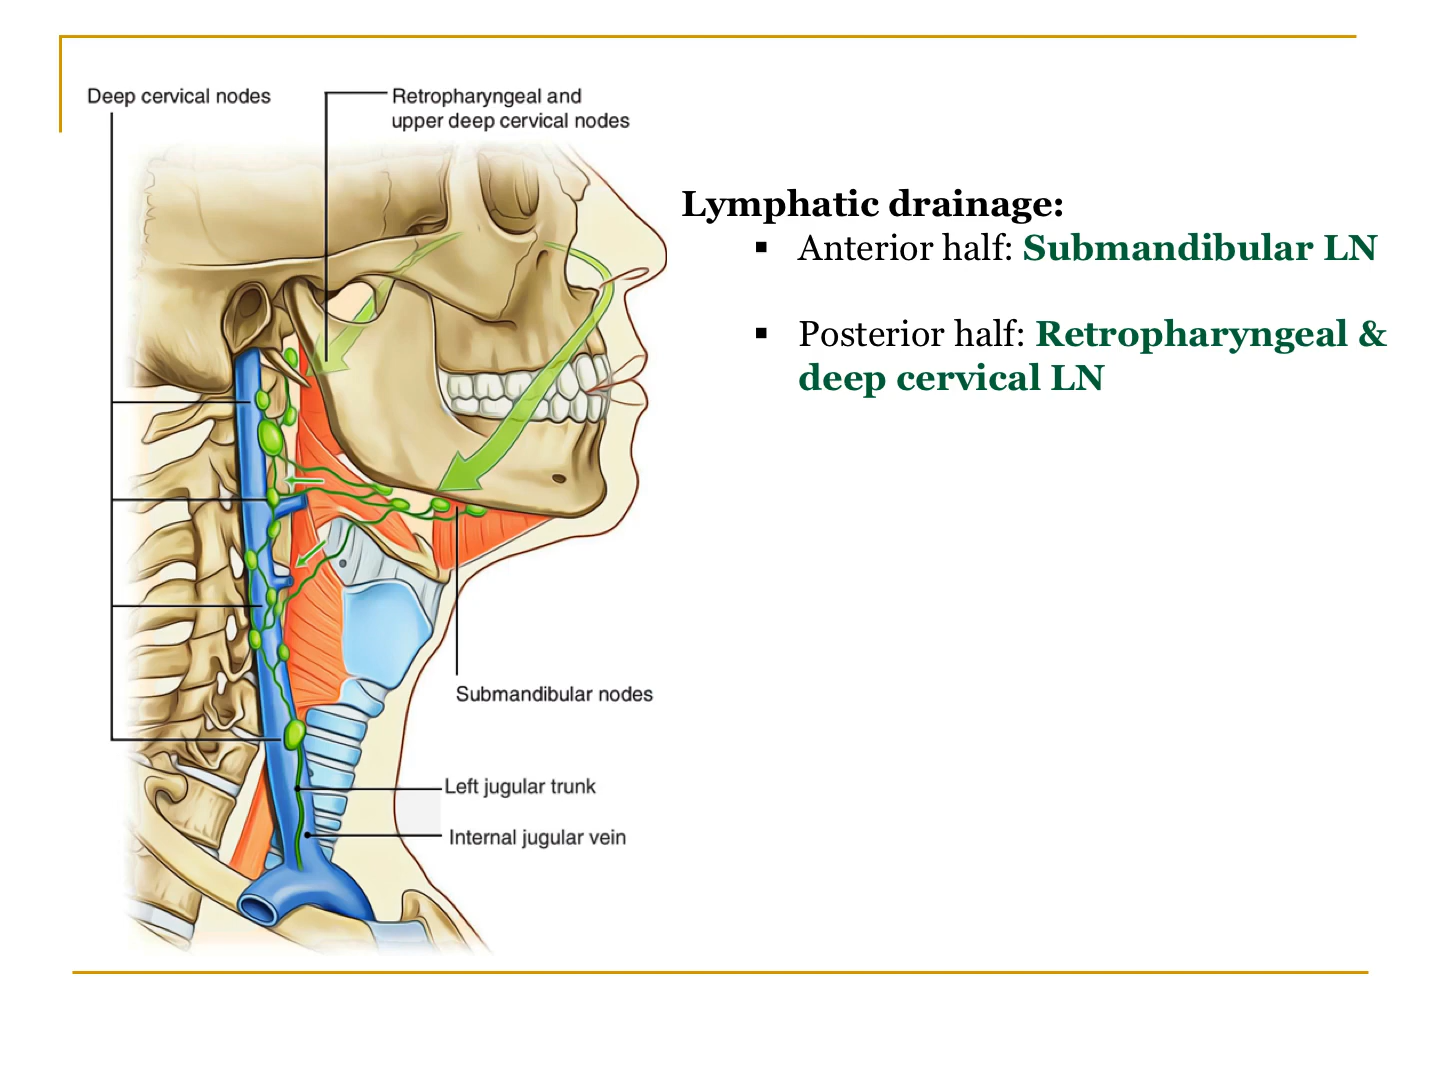 Deep cervical nodes
Retropharyngeal and
upper deep cervical nodes
Lymphatic drainage:
▪ Anterior half: Submandibular LN
▪ Posterior half: Retropharyngeal &
deep cervical LN
Submandibular nodes
Left jugular trunk
Internal jugular vein